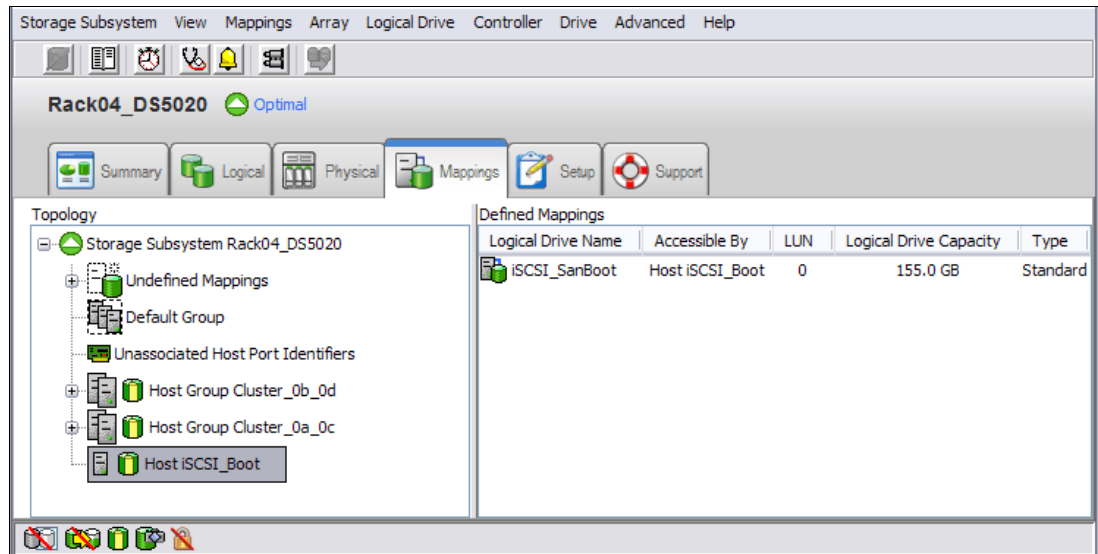 Storage Subsystem View Mappings Array Logical Drive Controller Drive Advanced Help
Rack04_DS5020 Optimal
Summary Logical Physical Mappings Setup Support
Topology
Storage Subsystem Rack04_DS5020
Undefined Mappings
Default Group
Unassociated Host Port Identifiers
Host Group Cluster_0b_0d
Host Group Cluster_0a_0c
Host iSCSI_Boot
Defined Mappings
Logical Drive Name Accessible By LUN Logical Drive Capacity Type
iSCSI_SanBoot Host iSCSI_Boot 0 155.0 GB Standard